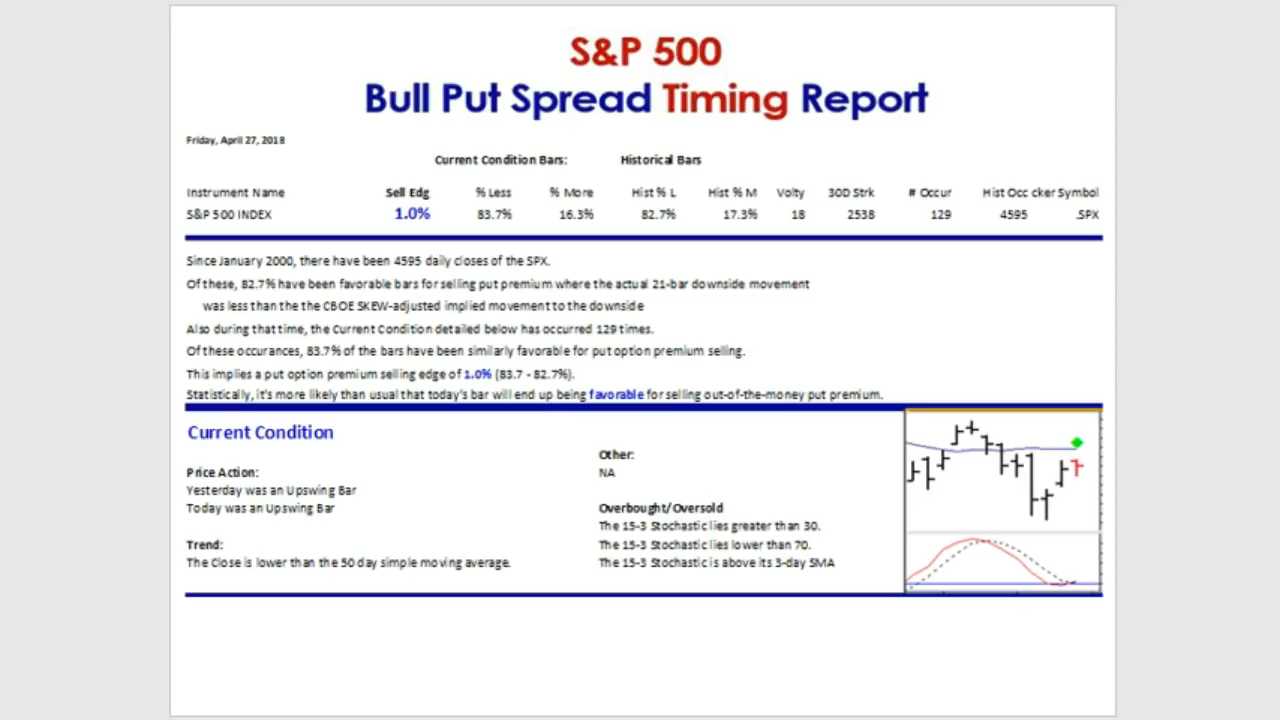 S&P 500
Bull Put Spread Timing Report
Friday, April 27, 2018
Current Condition Bars: Historical Bars
Instrument Name Sell Edg % Less % More Hist % L Hist % M Volty 30D Strk # Occur Hist Occ cker Symbol
S&P 500 INDEX 1.0% 83.7% 16.3% 82.7% 17.3% 18 2538 129 4595 .SPX
Since January 2000, there have been 4595 daily closes of the SPX.
Of these, 82.7% have been favorable bars for selling put premium where the actual 21-bar downside movement
was less than the the CBOE SKEW-adjusted implied movement to the downside
Also during that time, the Current Condition detailed below has occurred 129 times.
Of these occurances, 83.7% of the bars have been similarly favorable for put option premium selling.
This implies a put option premium selling edge of 1.0% (83.7 - 82.7%).
Statistically, it's more likely than usual that today's bar will end up being favorable for selling out-of-the-money put premium.
Current Condition
Price Action:
Yesterday was an Upswing Bar
Today was an Upswing Bar
Trend:
The Close is lower than the 50 day simple moving average.
Other:
NA
Overbought/Oversold
The 15-3 Stochastic lies greater than 30.
The 15-3 Stochastic lies lower than 70.
The 15-3 Stochastic is above its 3-day SMA